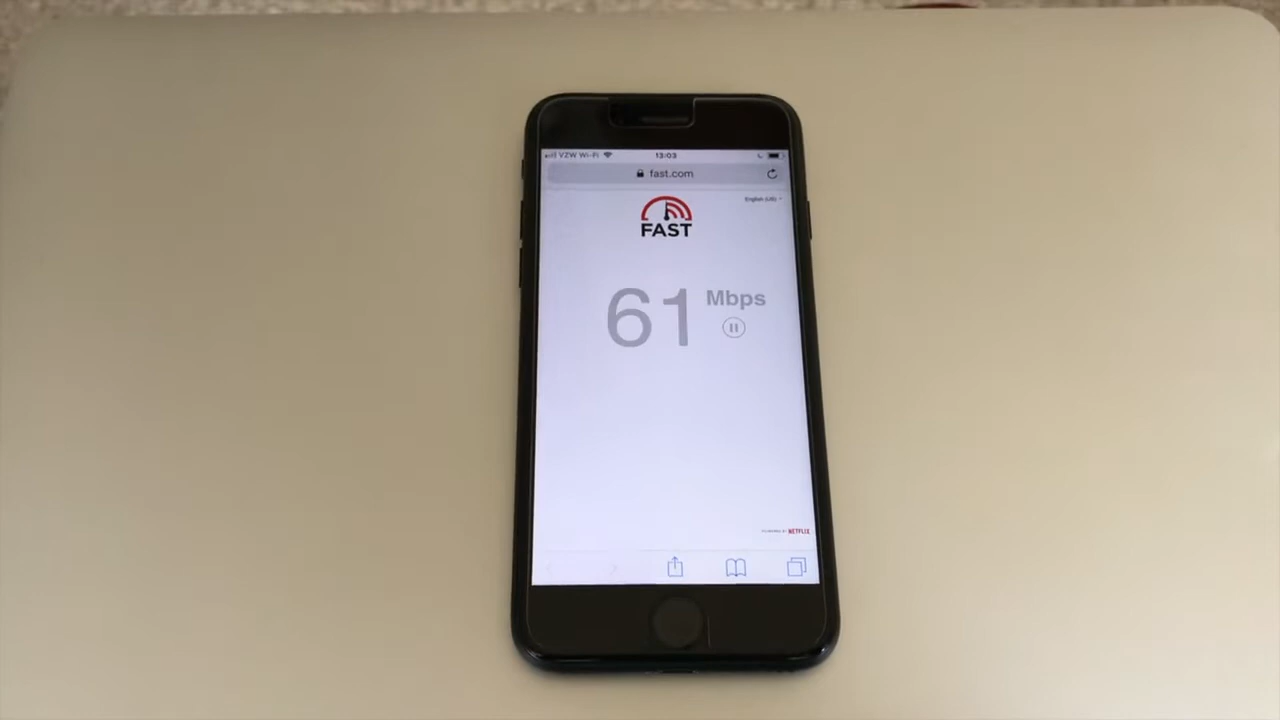 VZW Wi-Fi 13:03
fast.com
English (US)
FAST
61 Mbps
POWERED BY NETFLIX